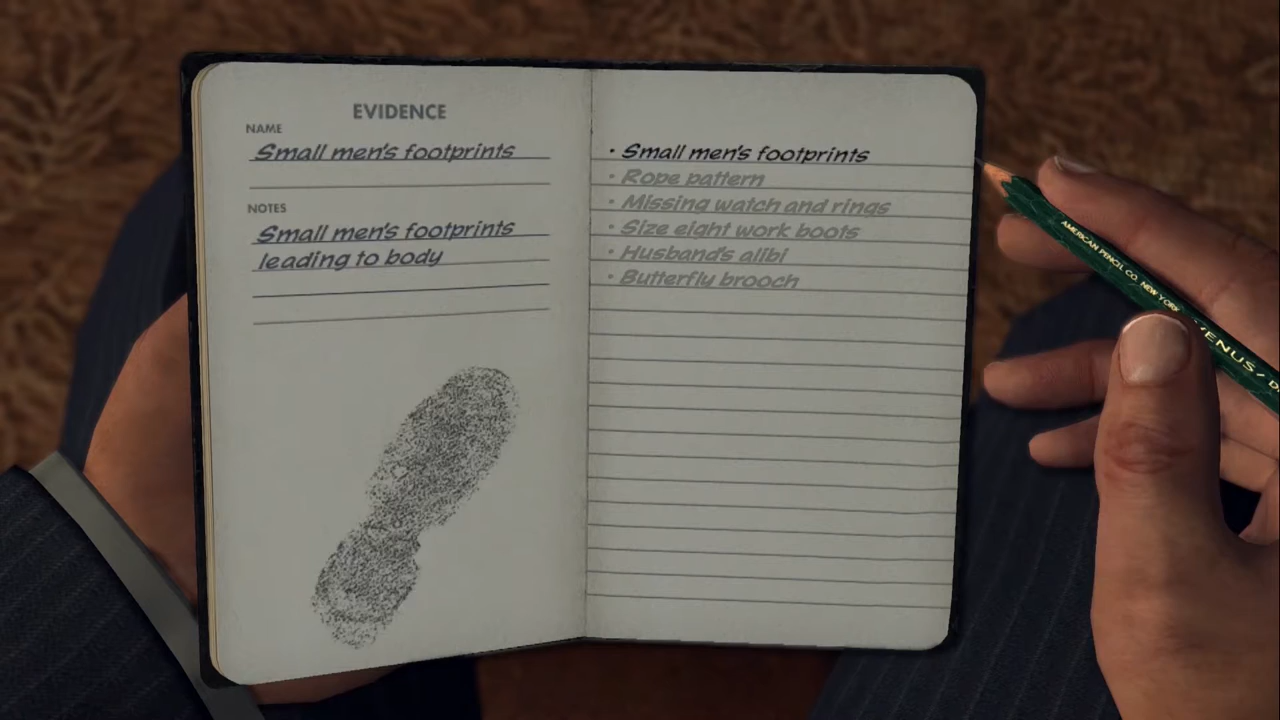 EVIDENCE
NAME
Small men's footprints
NOTES
Small men's footprints
leading to body
• Small men's footprints
• Rope pattern
• Missing watch and rings
• Size eight work boots
• Husband's alibi
• Butterfly brooch
AMERICAN PENCIL CO. NEW YORK
VENUS